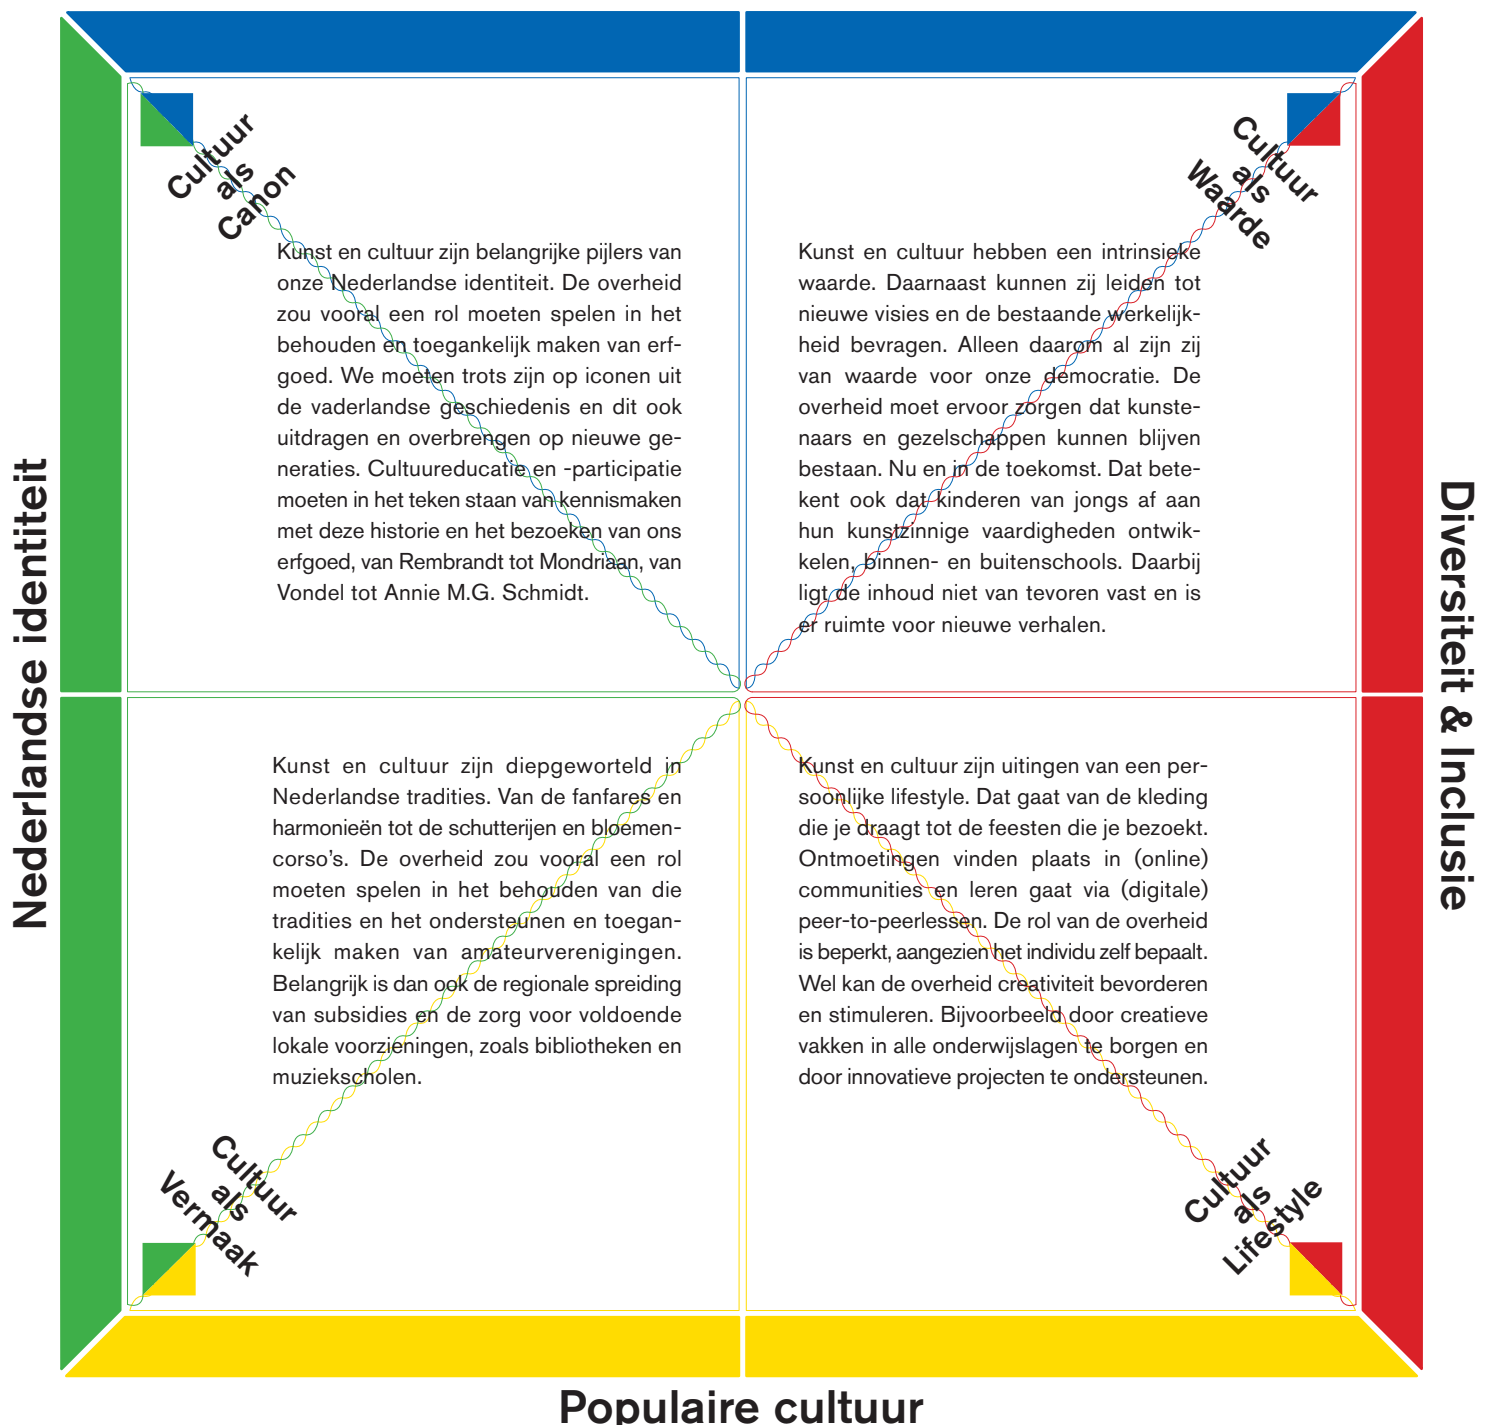 Nederlandse identiteit
Cultuur
als
Canon
Kunst en cultuur zijn belangrijke pijlers van
onze Nederlandse identiteit. De overheid
zou vooral een rol moeten spelen in het
behouden en toegankelijk maken van erf-
goed. We moeten trots zijn op iconen uit
de vaderlandse geschiedenis en dit ook
uitdragen en overbrengen op nieuwe ge-
neraties. Cultuureducatie en -participatie
moeten in het teken staan van kennismaken
met deze historie en het bezoeken van ons
erfgoed, van Rembrandt tot Mondriaan, van
Vondel tot Annie M.G. Schmidt.
Cultuur
als
Waarde
Kunst en cultuur hebben een intrinsieke
waarde. Daarnaast kunnen zij leiden tot
nieuwe visies en de bestaande werkelijk-
heid bevragen. Alleen daarom al zijn zij
van waarde voor onze democratie. De
overheid moet ervoor zorgen dat kunste-
naars en gezelschappen kunnen blijven
bestaan. Nu en in de toekomst. Dat bete-
kent ook dat kinderen van jongs af aan
hun kunstzinnige vaardigheden ontwik-
kelen, binnen- en buitenschools. Daarbij
ligt de inhoud niet van tevoren vast en is
er ruimte voor nieuwe verhalen.
Diversiteit & Inclusie
Kunst en cultuur zijn diepgeworteld in
Nederlandse tradities. Van de fanfares en
harmonieën tot de schutterijen en bloemen-
corso's. De overheid zou vooral een rol
moeten spelen in het behouden van die
tradities en het ondersteunen en toegan-
kelijk maken van amateurverenigingen.
Belangrijk is dan ook de regionale spreiding
van subsidies en de zorg voor voldoende
lokale voorzieningen, zoals bibliotheken en
muziekscholen.
Cultuur
als
Vermaak
Kunst en cultuur zijn uitingen van een per-
soonlijke lifestyle. Dat gaat van de kleding
die je draagt tot de feesten die je bezoekt.
Ontmoetingen vinden plaats in (online)
communities en leren gaat via (digitale)
peer-to-peerlessen. De rol van de overheid
is beperkt, aangezien het individu zelf bepaalt.
Wel kan de overheid creativiteit bevorderen
en stimuleren. Bijvoorbeeld door creatieve
vakken in alle onderwijslagen te borgen en
door innovatieve projecten te ondersteunen.
Cultuur
als
Lifestyle
Populaire cultuur